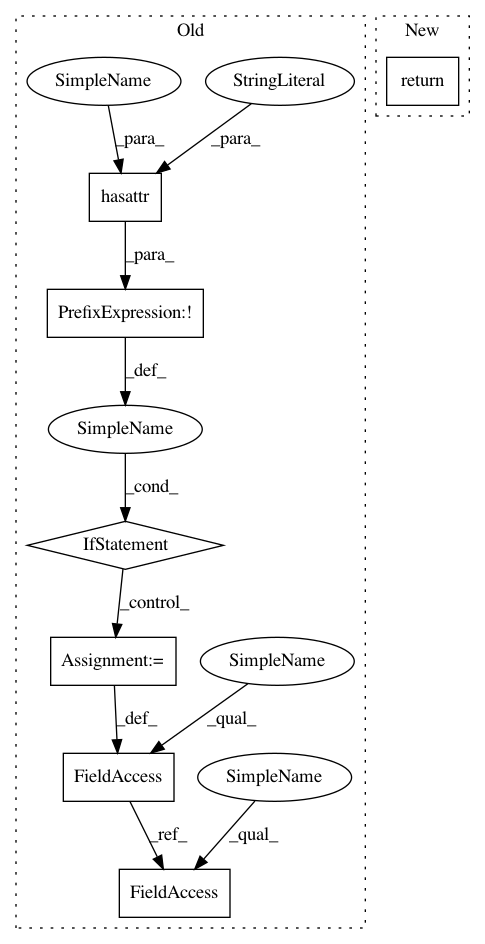 Old
New
SimpleName
StringLiteral
return
_para_
_para_
hasattr
_para_
PrefixExpression:!
_def_
SimpleName
_cond_
IfStatement
_control_
Assignment:=
SimpleName
_def_
_qual_
FieldAccess
SimpleName
_ref_
_qual_
FieldAccess